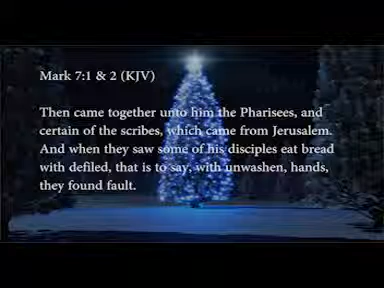 Mark 7:1 & 2 (KJV)
Then came together unto him the Pharisees, and
certain of the scribes, which came from Jerusalem.
And when they saw some of his disciples eat bread
with defiled, that is to say, with unwashen, hands,
they found fault.